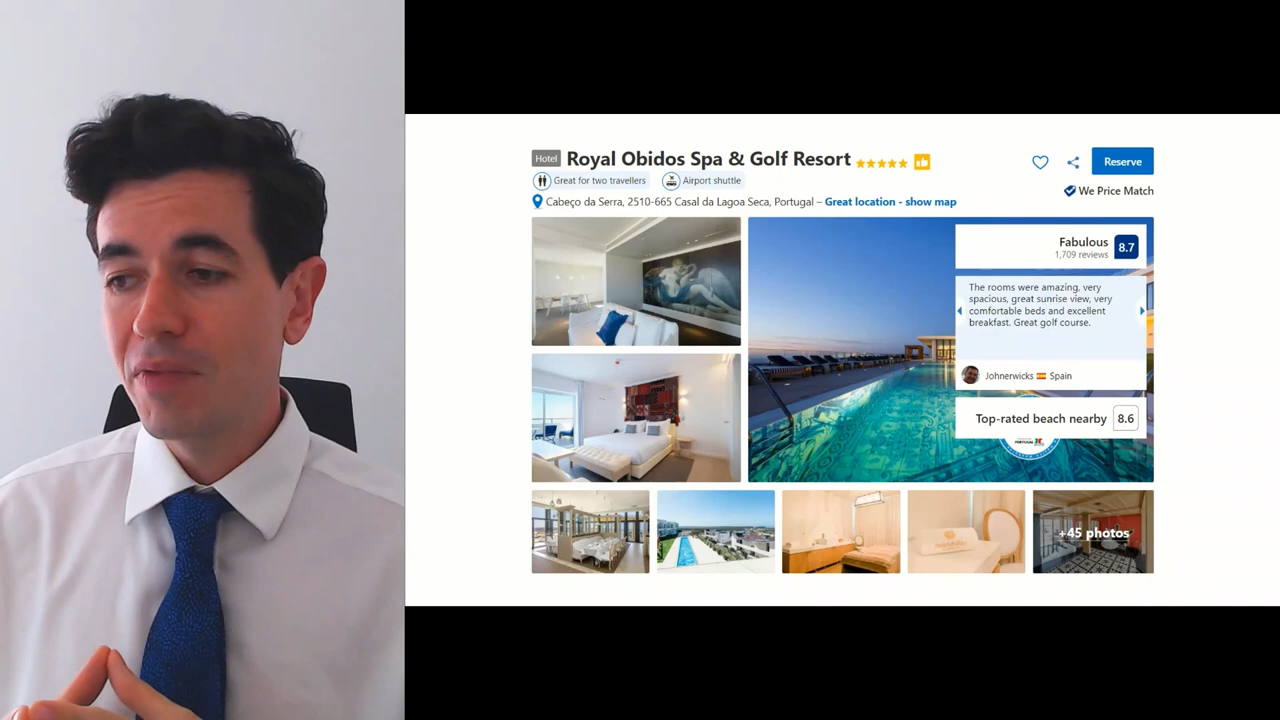 Hotel Royal Obidos Spa & Golf Resort
Reserve
Great for two travellers Airport shuttle
We Price Match
Cabeço da Serra, 2510-665 Casal da Lagoa Seca, Portugal – Great location - show map
Fabulous 8.7
1,709 reviews
The rooms were amazing, very
spacious, great sunrise view, very
comfortable beds and excellent
breakfast. Great golf course.
Johnerwicks Spain
Top-rated beach nearby 8.6
PORTUGAL
+45 photos